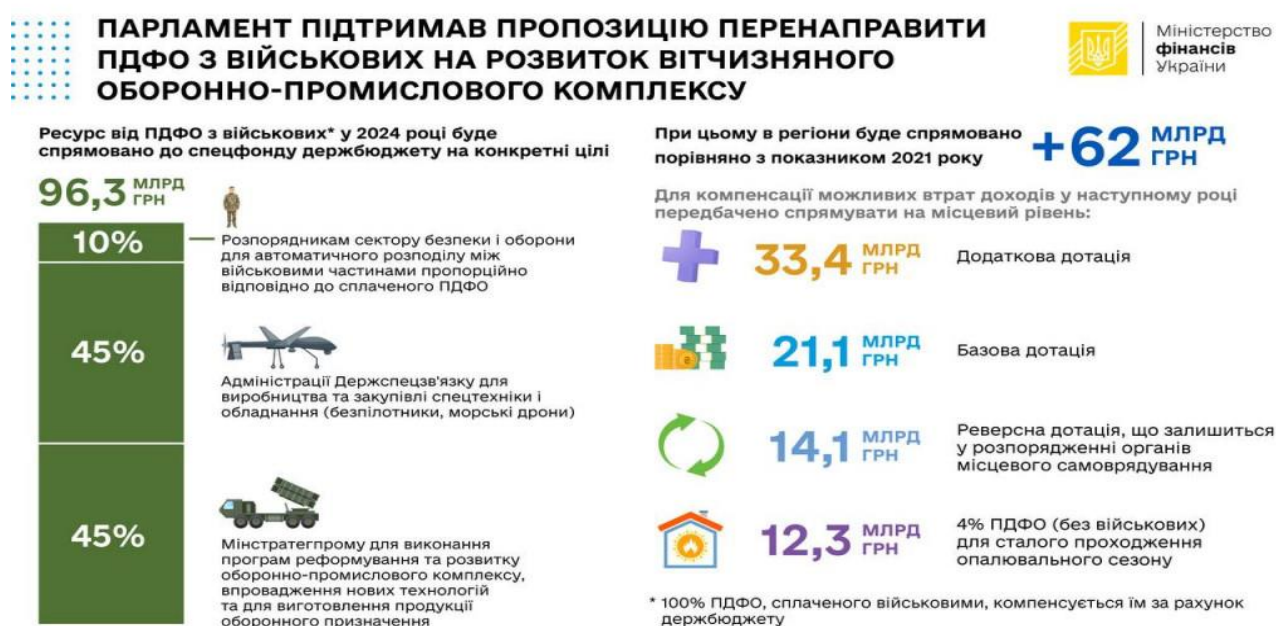 ПАРЛАМЕНТ ПІДТРИМАВ ПРОПОЗИЦІЮ ПЕРЕНАПРАВИТИ
ПДФО З ВІЙСЬКОВИХ НА РОЗВИТОК ВІТЧИЗНЯНОГО
ОБОРОННО-ПРОМИСЛОВОГО КОМПЛЕКСУ
Міністерство
фінансів
України
Ресурс від ПДФО з військових* у 2024 році буде
спрямовано до спецфонду держбюджету на конкретні цілі
96,3 МЛРД ГРН
10%
Розпорядникам сектору безпеки і оборони
для автоматичного розподілу між
військовими частинами пропорційно
відповідно до сплаченого ПДФО
45%
Адміністрації Держспецзв'язку для
виробництва та закупівлі спецтехніки і
обладнання (безпілотники, морські дрони)
45%
Мінстратегпрому для виконання
програм реформування та розвитку
оборонно-промислового комплексу,
впровадження нових технологій
та для виготовлення продукції
оборонного призначення
При цьому в регіони буде спрямовано
порівняно з показником 2021 року
+62 МЛРД ГРН
Для компенсації можливих втрат доходів у наступному році
передбачено спрямувати на місцевий рівень:
33,4 МЛРД ГРН
Додаткова дотація
21,1 МЛРД ГРН
Базова дотація
14,1 МЛРД ГРН
Реверсна дотація, що залишиться
у розпорядженні органів
місцевого самоврядування
12,3 МЛРД ГРН
4% ПДФО (без військових)
для сталого проходження
опалювального сезону
* 100% ПДФО, сплаченого військовими, компенсується їм за рахунок
держбюджету